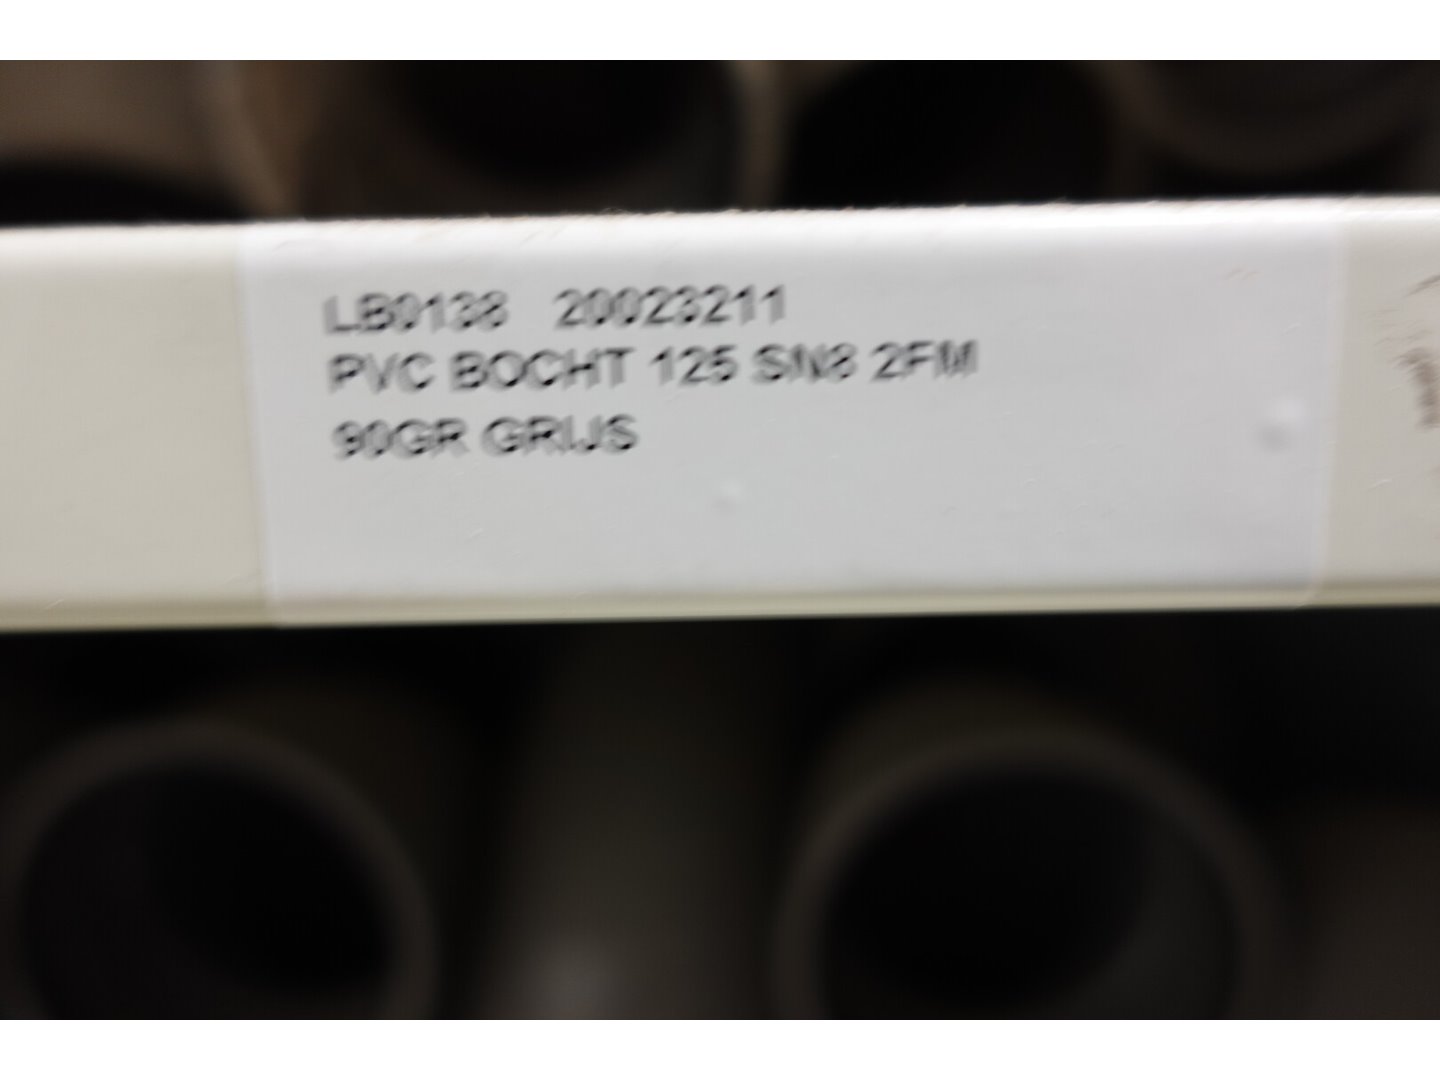 LB0138 20023211
PVC BOCHT 125 SN8 2FM
90GR GRIJS